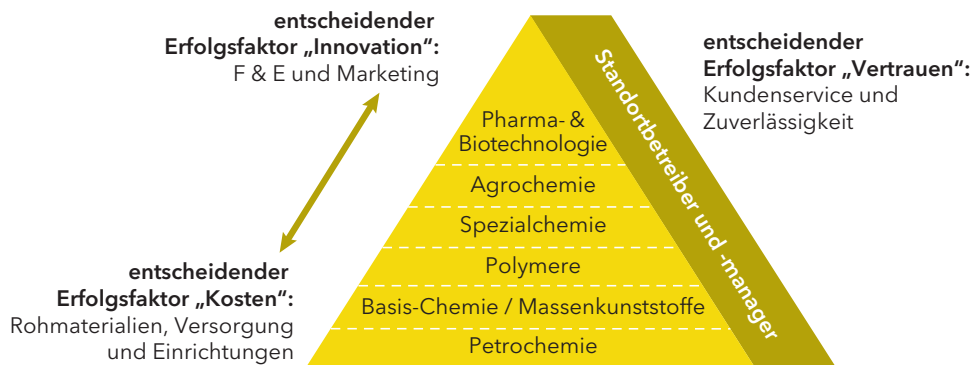 entscheidender
Erfolgsfaktor „Innovation“:
F & E und Marketing
entscheidender
Erfolgsfaktor „Vertrauen“:
Kundenservice und
Zuverlässigkeit
Standortbetreiber und -manager
Pharma- &
Biotechnologie
Agrochemie
Spezialchemie
Polymere
Basis-Chemie / Massenkunststoffe
Petrochemie
entscheidender
Erfolgsfaktor „Kosten“:
Rohmaterialien, Versorgung
und Einrichtungen